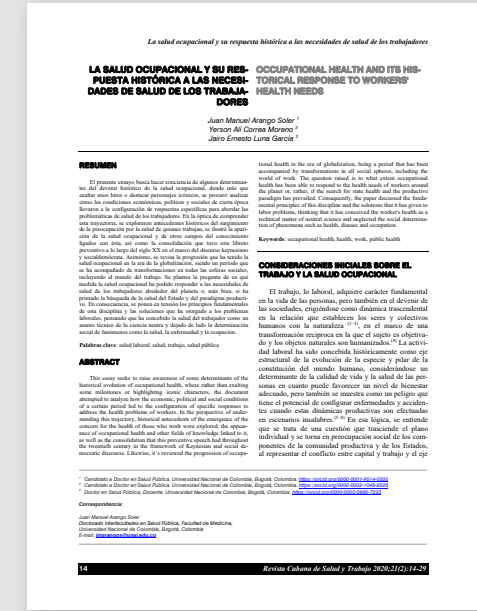 La salud ocupacional y su respuesta histórica a las necesidades de salud de los trabajadores
LA SALUD OCUPACIONAL Y SU RES-
PUESTA HISTÓRICA A LAS NECESI-
DADES DE SALUD DE LOS TRABAJA-
DORES
OCCUPATIONAL HEALTH AND ITS HIS-
TORICAL RESPONSE TO WORKERS'
HEALTH NEEDS
Juan Manuel Arango Soler 1
Yerson Alí Correa Moreno 2
Jairo Ernesto Luna García 3
RESUMEN
El presente ensayo busca hacer conciencia de algunos determinan-
tes del devenir histórico de la salud ocupacional, donde más que
exaltar unos hitos o destacar personajes icónicos, se procuró analizar
cómo las condiciones económicas, políticas y sociales de cierta época
llevaron a la configuración de respuestas específicas para abordar las
problemáticas de salud de los trabajadores. En la óptica de comprender
esta trayectoria, se exploraron antecedentes históricos del surgimiento
de la preocupación por la salud de quienes trabajan, se ilustró la apari-
ción de la salud ocupacional y de otros campos del conocimiento
ligados con ésta, así como la consolidación que tuvo este libreto
preventivo a lo largo del siglo XX en el marco del discurso keynesiano
y socialdemócrata. Asimismo, se revisa la progresión que ha tenido la
salud ocupacional en la era de la globalización, siendo un periodo que
se ha acompañado de transformaciones en todas las esferas sociales,
incluyendo el mundo del trabajo. Se plantea la pregunta de en qué
medida la salud ocupacional ha podido responder a las necesidades de
salud de los trabajadores alrededor del planeta o, más bien, si ha
primado la búsqueda de la salud del Estado y del paradigma producti-
vo. En consecuencia, se ponen en tensión los principios fundamentales
de esta disciplina y las soluciones que ha otorgado a los problemas
laborales, pensando que ha concebido la salud del trabajador como un
asunto técnico de la ciencia neutra y dejado de lado la determinación
social de fenómenos como la salud, la enfermedad y la ocupación.
Palabras clave: salud laboral, salud, trabajo, salud pública
ABSTRACT
This essay seeks to raise awareness of some determinants of the
historical evolution of occupational health, where rather than exalting
some milestones or highlighting iconic characters, the document
attempted to analyze how the economic, political and social conditions
of a certain period led to the configuration of specific responses to
address the health problems of workers. In the perspective of under-
standing this trajectory, historical antecedents of the emergence of the
concern for the health of those who work were explored, the appear-
ance of occupational health and other fields of knowledge linked to it,
as well as the consolidation that this preventive speech had throughout
the twentieth century in the framework of Keynesian and social de-
mocratic discourse. Likewise, it´s reviewed the progression of occupa-
tional health in the era of globalization, being a period that has been
accompanied by transformations in all social spheres, including the
world of work. The question raised is to what extent occupational
health has been able to respond to the health needs of workers around
the planet or, rather, if the search for state health and the productive
paradigm has prevailed. Consequently, the paper discussed the funda-
mental principles of this discipline and the solutions that it has given to
labor problems, thinking that it has conceived the worker's health as a
technical matter of neutral science and neglected the social determina-
tion of phenomena such as health, disease and occupation.
Keywords: occupational health, health, work, public health
CONSIDERACIONES INICIALES SOBRE EL
TRABAJO Y LA SALUD OCUPACIONAL
El trabajo, lo laboral, adquiere carácter fundamental
en la vida de las personas, pero también en el devenir de
las sociedades, erigiéndose como dinámica trascendental
en la relación que establecen los seres y colectivos
humanos con la naturaleza (1-3), en el marco de una
transformación recíproca en la que el sujeto es objetiva-
do y los objetos naturales son humanizados.(4) La activi-
dad laboral ha sido concebida históricamente como eje
estructural de la evolución de la especie y pilar de la
constitución del mundo humano, considerándose un
determinante de la calidad de vida y la salud de las per-
sonas en cuanto puede favorecer un nivel de bienestar
adecuado, pero también se muestra como un peligro que
tiene el potencial de configurar enfermedades y acciden-
tes cuando estas dinámicas productivas son efectuadas
en escenarios insalubres.(5-8) En esa lógica, se entiende
que se trata de una cuestión que trasciende el plano
individual y se torna en preocupación social de los com-
ponentes de la comunidad productiva y de los Estados,
al representar el conflicto entre capital y trabajo y el eje
1 Candidato a Doctor en Salud Pública. Universidad Nacional de Colombia, Bogotá, Colombia.
2 Candidato a Doctor en Salud Pública. Universidad Nacional de Colombia, Bogotá, Colombia.
3 Doctor en Salud Pública, Docente. Universidad Nacional de Colombia, Bogotá, Colombia.
Correspondencia:
Juan Manuel Arango Soler
Doctorado Interfacultades en Salud Pública, Facultad de Medicina,
Universidad Nacional de Colombia, Bogotá, Colombia
E-mail: jmarangos@unal.edu.co
14
Revista Cubana de Salud y Trabajo 2020;21(2):14-29